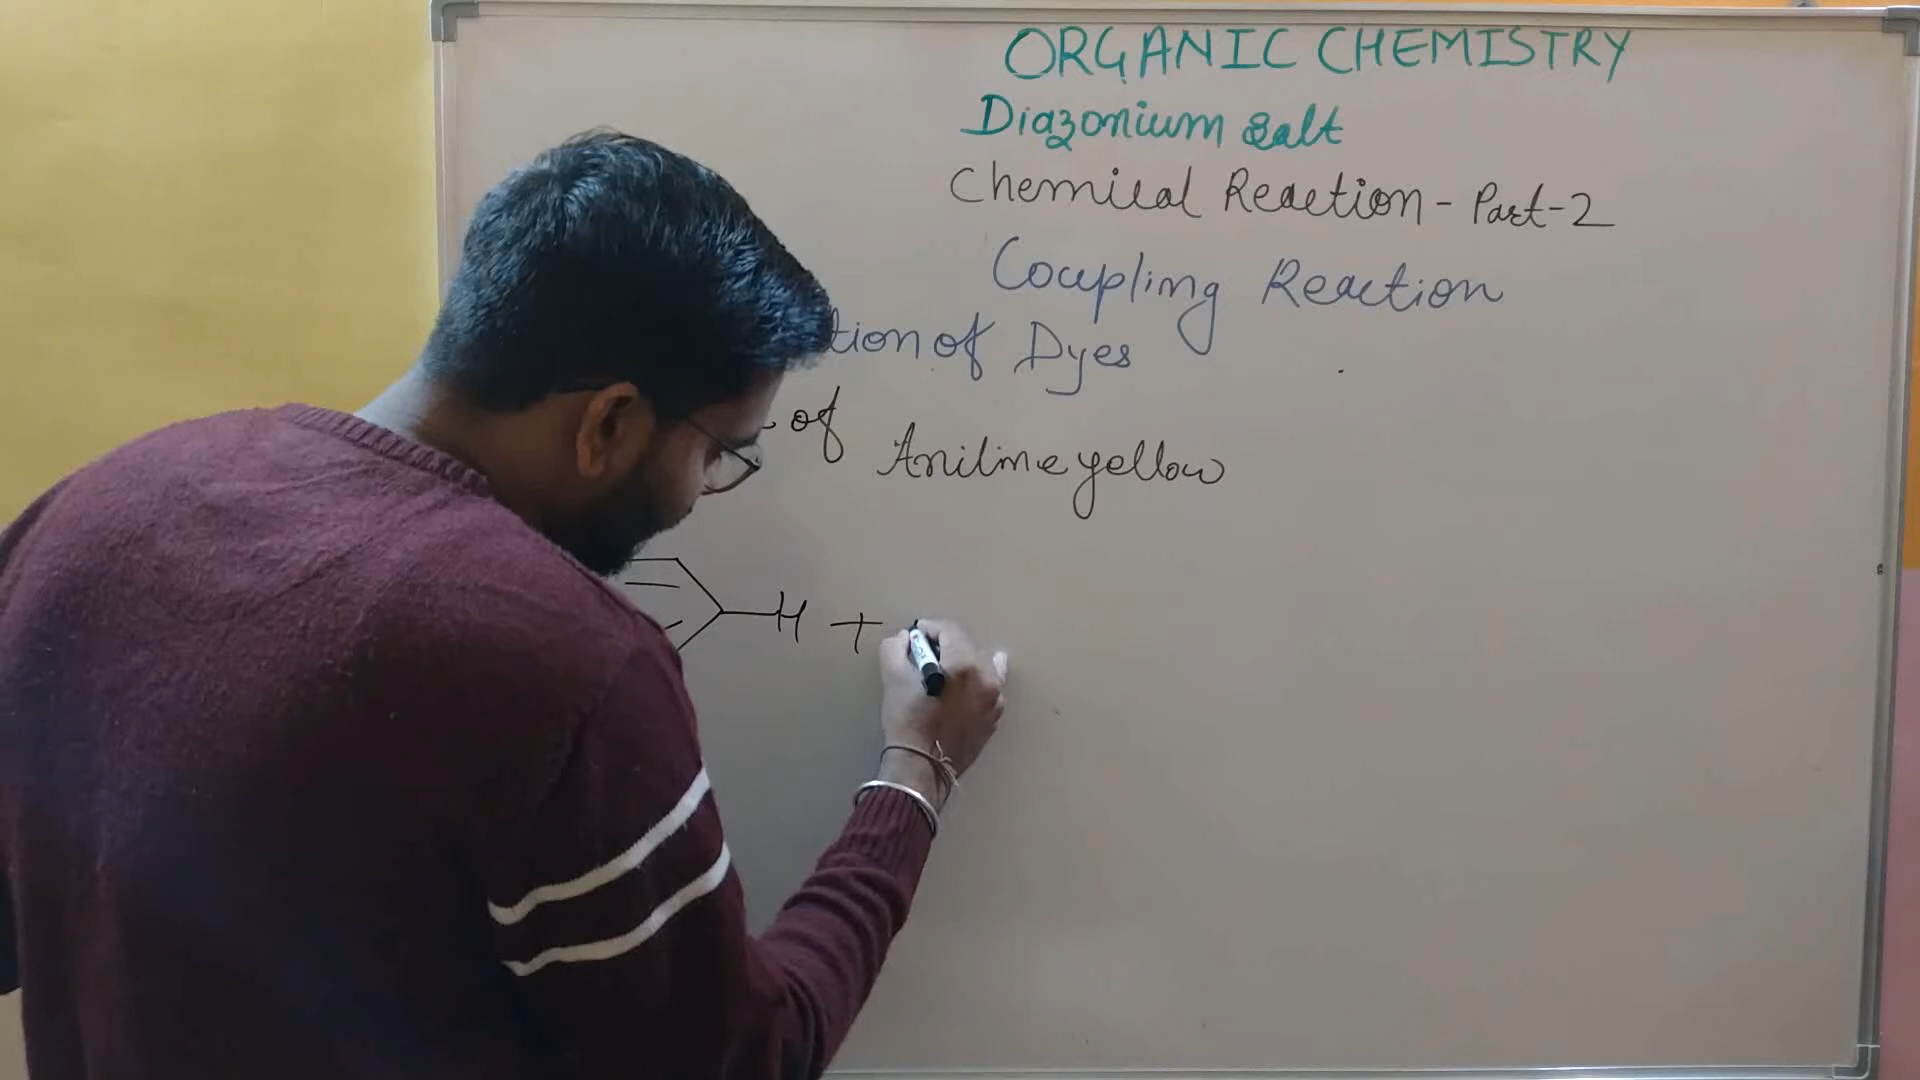 ORGANIC CHEMISTRY
Diazonium Salt
Chemical Reaction - Part-2
Coupling Reaction
tion of Dyes
of Aniline yellow
H +